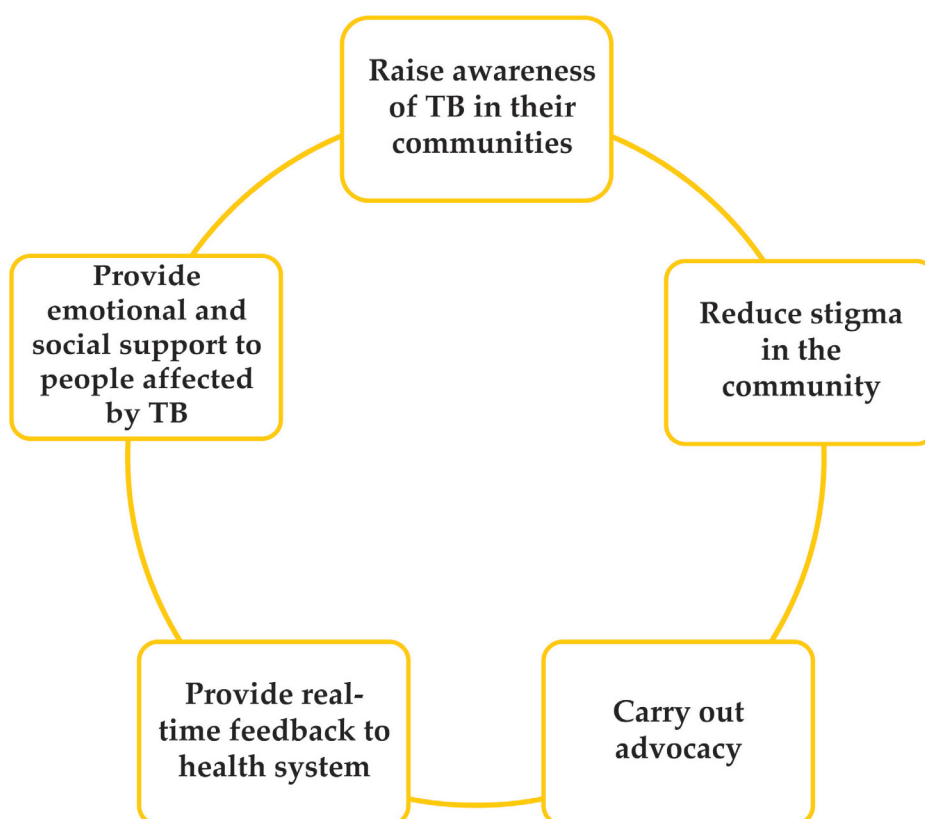 Raise awareness
of TB in their
communities
Reduce stigma
in the
community
Carry out
advocacy
Provide real-
time feedback to
health system
Provide
emotional and
social support to
people affected
by TB